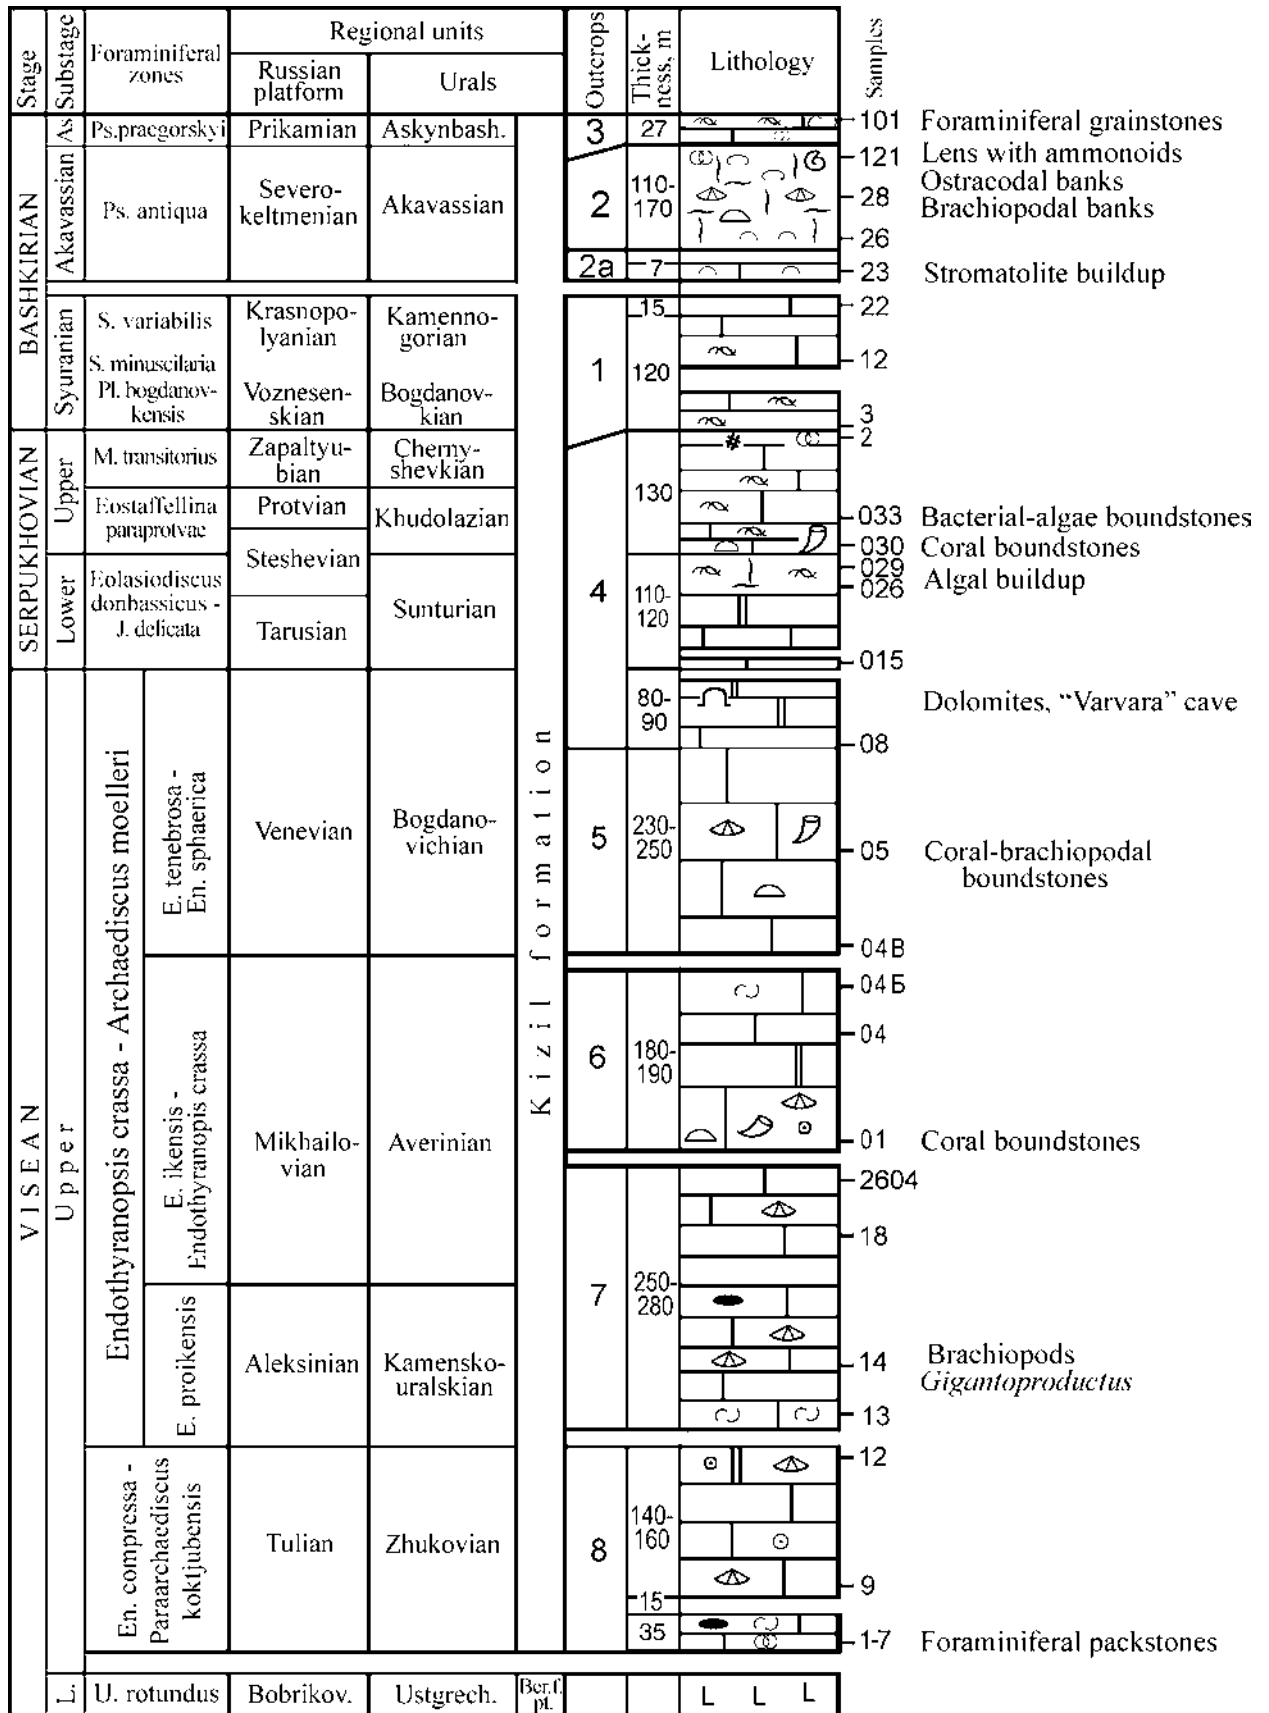 Stage
Substage
Foraminiferal
zones
Regional units
Russian
platform
Urals
Outcrops
Thick-
ness, m
Lithology
Samples
BASHKIRIAN
As
Ps.praegorskyi
Prikamian
Askynbash.
3
27
101
Foraminiferal grainstones
Akavassian
Ps. antiqua
Severo-
keltmenian
Akavassian
2
110-
170
121
Lens with ammonoids
Ostracodal banks
28
Brachiopodal banks
26
2a
7
23
Stromatolite buildup
Syuranian
S. variabilis
Krasnopo-
lyanian
Kamenno-
gorian
1
15
22
S. minuscilaria
Pl. bogdanov-
kensis
Voznesen-
skian
Bogdanov-
kian
120
12
3
SERPUKHOVIAN
Upper
M. transitorius
Zapaltyu-
bian
Cherny-
shevkian
4
130
#
2
Eostaffellina
paraprotvae
Protvian
Khudolazian
033
Bacterial-algae boundstones
030
Coral boundstones
Steshevian
Lower
Eolasiodiscus
donbassicus -
J. delicata
Tarusian
Sunturian
110-
120
029
026
Algal buildup
015
VISEAN
Upper
Endothyranopsis crassa - Archaediscus moelleri
E. tenebrosa -
En. sphaerica
Venevian
Bogdano-
vichian
Kizil formation
80-
90
Dolomites, “Varvara” cave
08
5
230-
250
05
Coral-brachiopodal
boundstones
04В
E. ikensis -
Endothyranopis crassa
Mikhailo-
vian
Averinian
6
180-
190
04Б
04
01
Coral boundstones
7
250-
280
2604
18
E. proikensis
Aleksinian
Kamensko-
uralskian
14
Brachiopods
Gigantoproductus
13
En. compressa -
Pararchaediscus
koktjubensis
Tulian
Zhukovian
8
140-
160
12
9
15
35
1-7
Foraminiferal packstones
L.
U. rotundus
Bobrikov.
Ustgrech.
Ber.f.
pt.
L L L